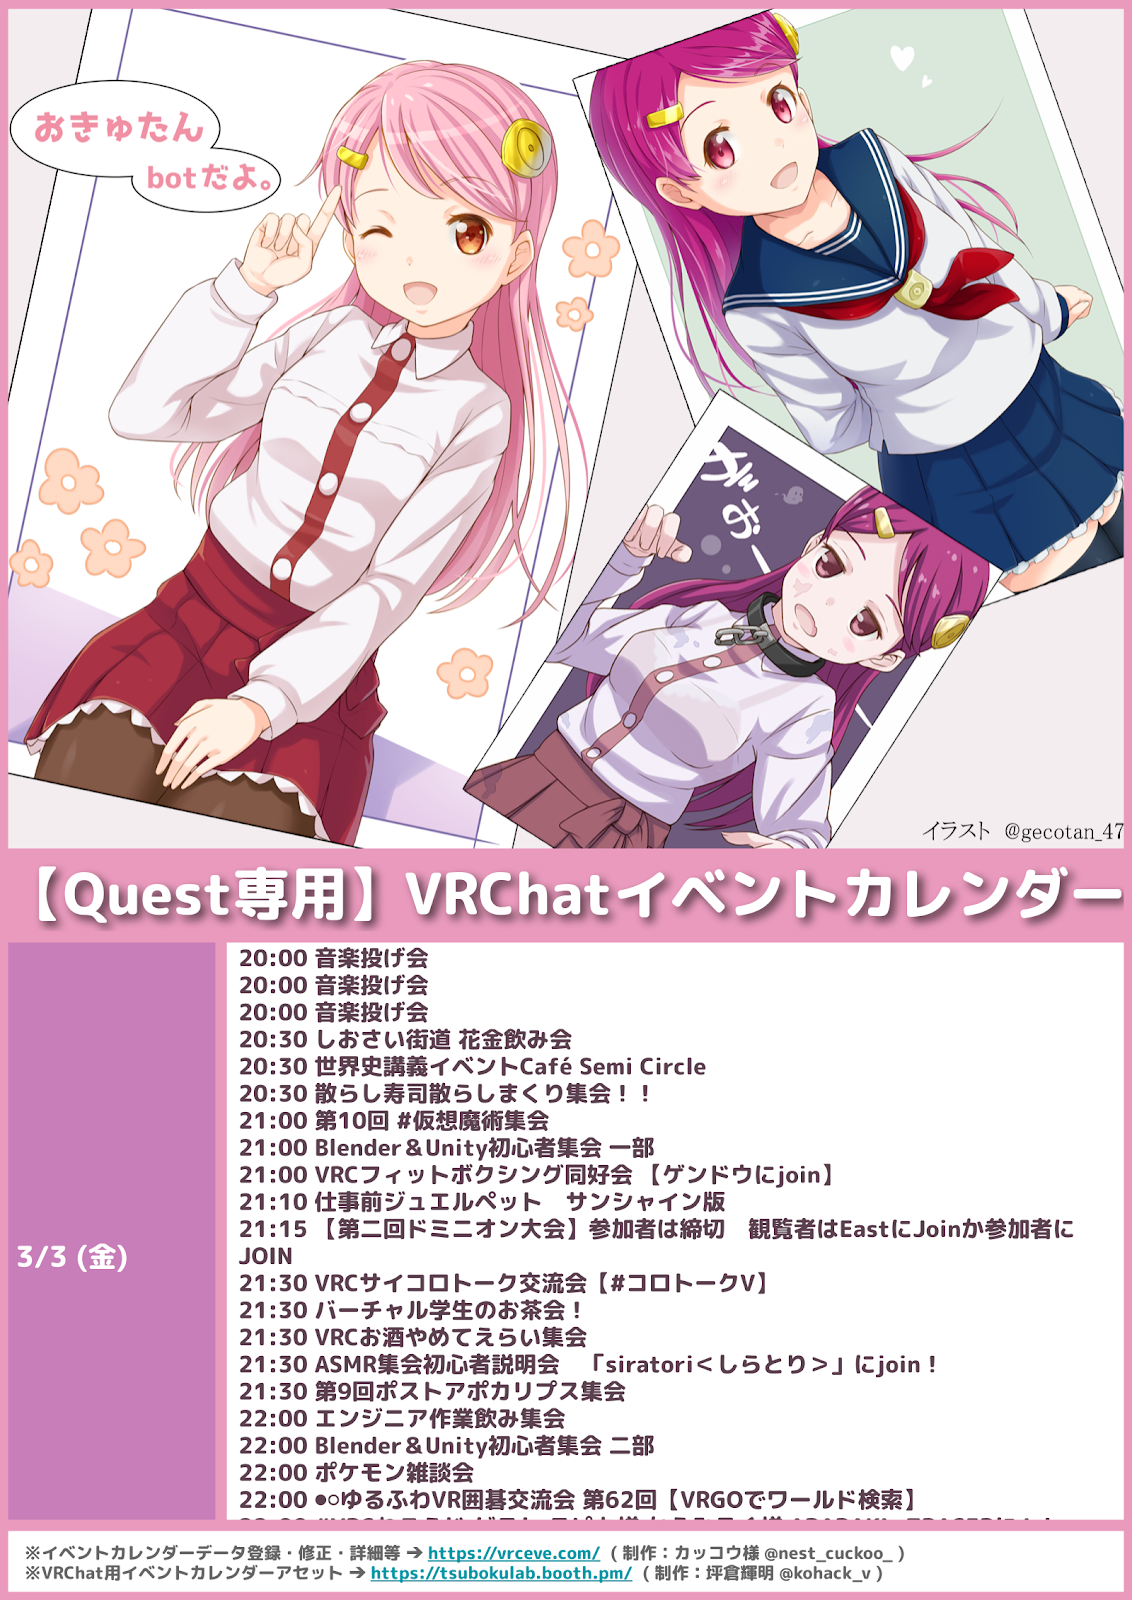 おきゅたん
botだよ。
がおー
イラスト @gecotan_47
【Quest専用】VRChatイベントカレンダー
3/3 (金)
20:00 音楽投げ会
20:00 音楽投げ会
20:00 音楽投げ会
20:30 しおさい街道 花金飲み会
20:30 世界史講義イベントCafé Semi Circle
20:30 散らし寿司散らしまくり集会！！
21:00 第10回 #仮想魔術集会
21:00 Blender＆Unity初心者集会 一部
21:00 VRCフィットボクシング同好会 【ゲンドウにjoin】
21:10 仕事前ジュエルペット　サンシャイン版
21:15 【第二回ドミニオン大会】参加者は締切　観覧者はEastにJoinか参加者に
JOIN
21:30 VRCサイコロトーク交流会【#コロトークV】
21:30 バーチャル学生のお茶会！
21:30 VRCお酒やめてえらい集会
21:30 ASMR集会初心者説明会　「siratori＜しらとり＞」にjoin！
21:30 第9回ポストアポカリプス集会
22:00 エンジニア作業飲み集会
22:00 Blender＆Unity初心者集会 二部
22:00 ポケモン雑談会
22:00 ●○ゆるふわVR囲碁交流会 第62回【VRGOでワールド検索】
※イベントカレンダーデータ登録・修正・詳細等 ➔ https://vrceve.com/ ( 制作：カッコウ様 @nest_cuckoo_ )
※VRChat用イベントカレンダーアセット ➔ https://tsubokulab.booth.pm/ ( 制作：坪倉輝明 @kohack_v )